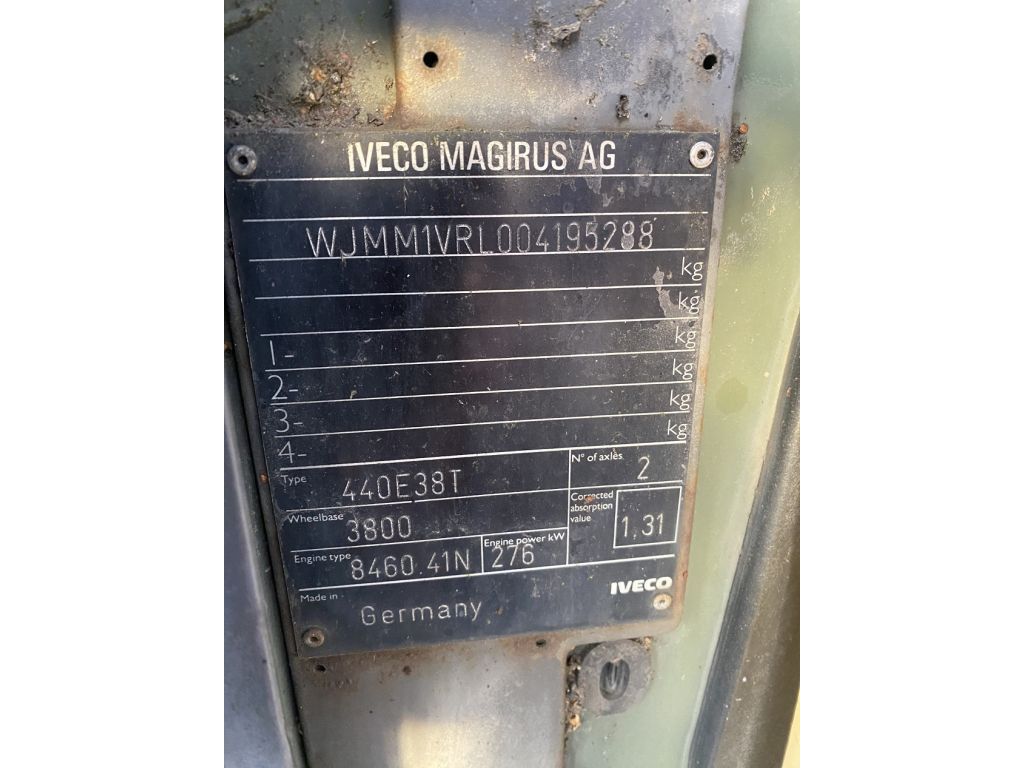 IVECO MAGIRUS AG
WJMM1VRL004195288
kg
kg
1- kg
2- kg
3- kg
4- kg
Type 440E38T
N° of axles 2
Wheelbase 3800
Corrected absorption value 1,31
Engine type 8460.41N
Engine power kW 276
Made in Germany
IVECO